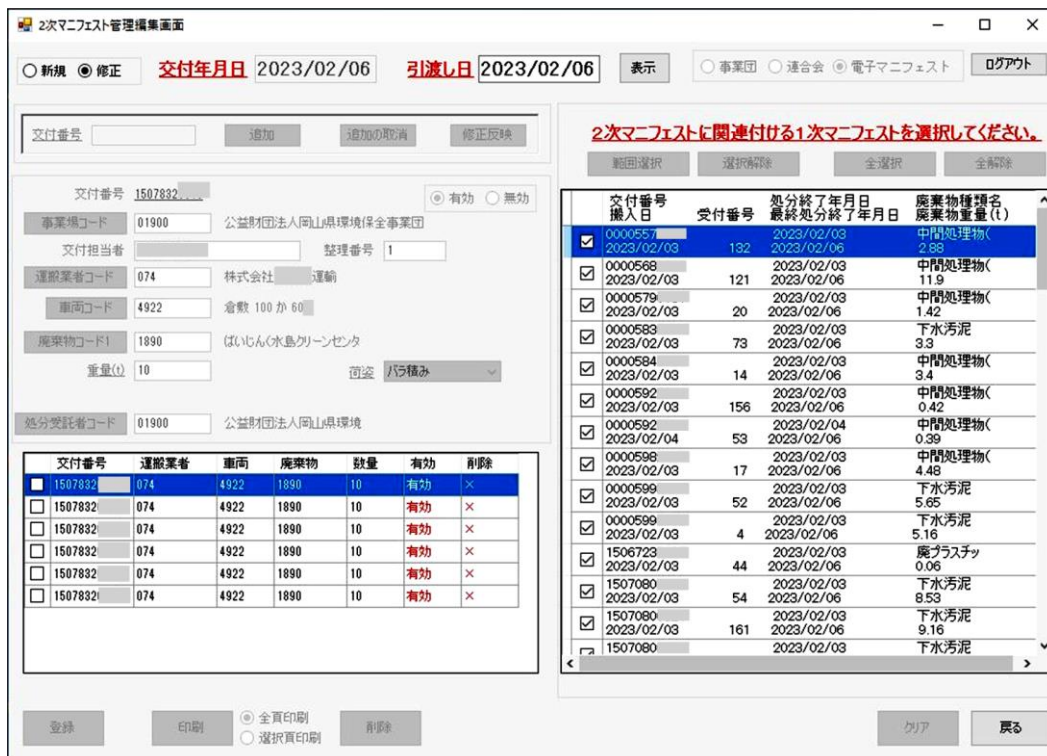 2次マニフェスト管理編集画面
新規 修正 交付年月日 2023/02/06 引渡し日 2023/02/06 表示 事業団 連合会 電子マニフェスト ログアウト
交付番号 追加 追加の取消 修正反映
2次マニフェストに関連付ける1次マニフェストを選択してください。
範囲選択 選択解除 全選択 全解除
交付番号 1507832 有効 無効
事業場コード 01900 公益財団法人岡山県環境保全事業団
交付担当者 整理番号 1
運搬業者コード 074 株式会社 運輸
車両コード 4922 倉敷 100 か 60
廃棄物コード1 1890 ばいじん(水島クリーンセンタ
重量(t) 10 荷姿 バラ積み
処分受託者コード 01900 公益財団法人岡山県環境
交付番号 運搬業者 車両 廃棄物 数量 有効 削除
1507832 074 4922 1890 10 有効 ×
1507832 074 4922 1890 10 有効 ×
1507832 074 4922 1890 10 有効 ×
1507832 074 4922 1890 10 有効 ×
1507832 074 4922 1890 10 有効 ×
1507832 074 4922 1890 10 有効 ×
交付番号 処分終了年月日 廃棄物種類名
搬入日 受付番号 最終処分終了年月日 廃棄物重量(t)
0000557 2023/02/03 中間処理物(
2023/02/03 132 2023/02/06 2.88
0000568 2023/02/03 中間処理物(
2023/02/03 121 2023/02/06 11.9
0000579 2023/02/03 中間処理物(
2023/02/03 20 2023/02/06 1.42
0000583 2023/02/03 下水汚泥
2023/02/03 73 2023/02/06 3.3
0000584 2023/02/03 中間処理物(
2023/02/03 14 2023/02/06 3.4
0000592 2023/02/03 中間処理物(
2023/02/03 156 2023/02/06 0.42
0000592 2023/02/04 中間処理物(
2023/02/04 53 2023/02/06 0.39
0000598 2023/02/03 中間処理物(
2023/02/03 17 2023/02/06 4.48
0000599 2023/02/03 下水汚泥
2023/02/03 52 2023/02/06 5.65
0000599 2023/02/03 下水汚泥
2023/02/03 4 2023/02/06 5.16
1506723 2023/02/03 廃プラスチッ
2023/02/03 44 2023/02/06 0.06
1507080 2023/02/03 下水汚泥
2023/02/03 54 2023/02/06 8.53
1507080 2023/02/03 下水汚泥
2023/02/03 161 2023/02/06 9.16
1507080 2023/02/03 下水汚泥
登録 印刷 全頁印刷 選択頁印刷 削除 クリア 戻る